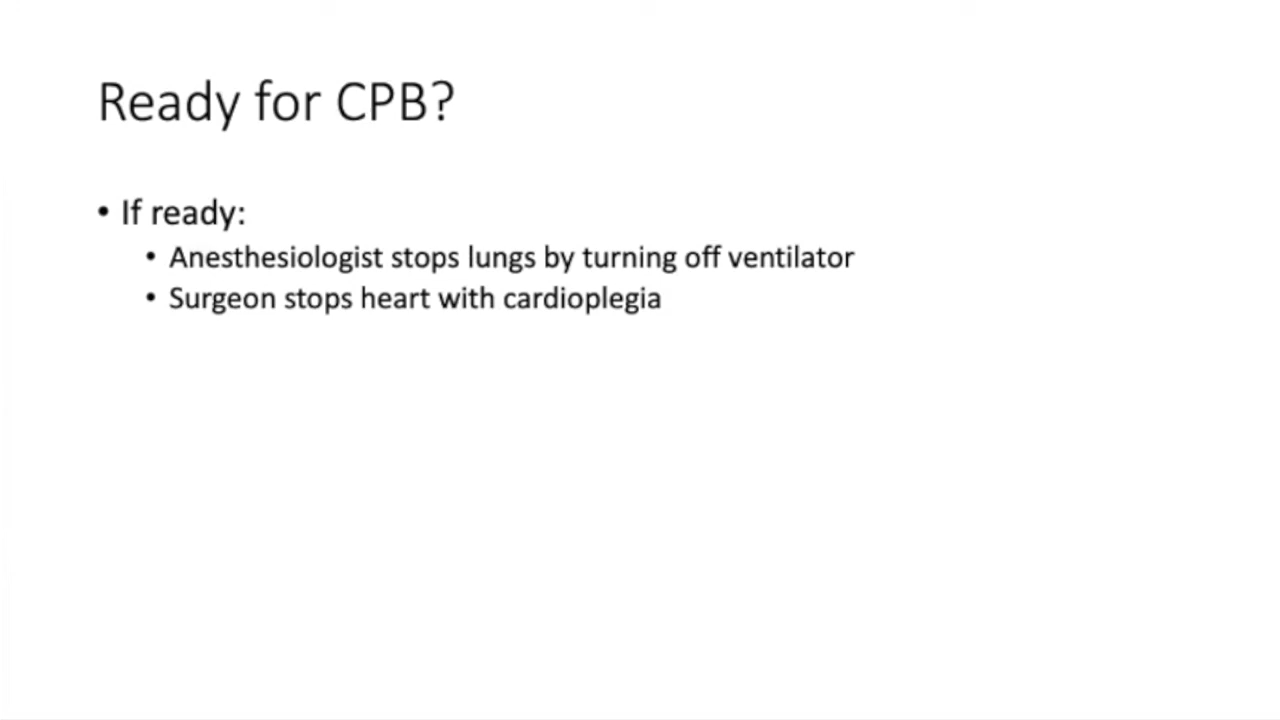 Ready for CPB?
• If ready:
• Anesthesiologist stops lungs by turning off ventilator
• Surgeon stops heart with cardioplegia